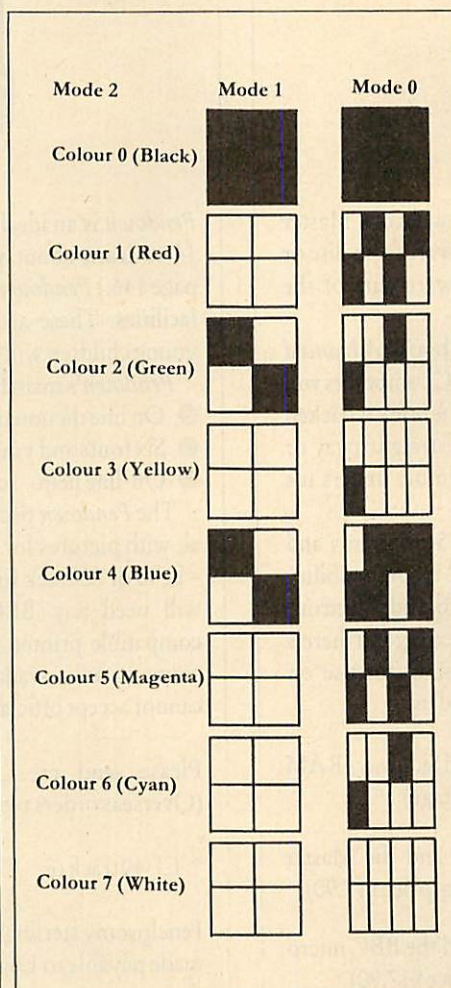 Mode 2 Mode 1 Mode 0
Colour 0 (Black)
Colour 1 (Red)
Colour 2 (Green)
Colour 3 (Yellow)
Colour 4 (Blue)
Colour 5 (Magenta)
Colour 6 (Cyan)
Colour 7 (White)